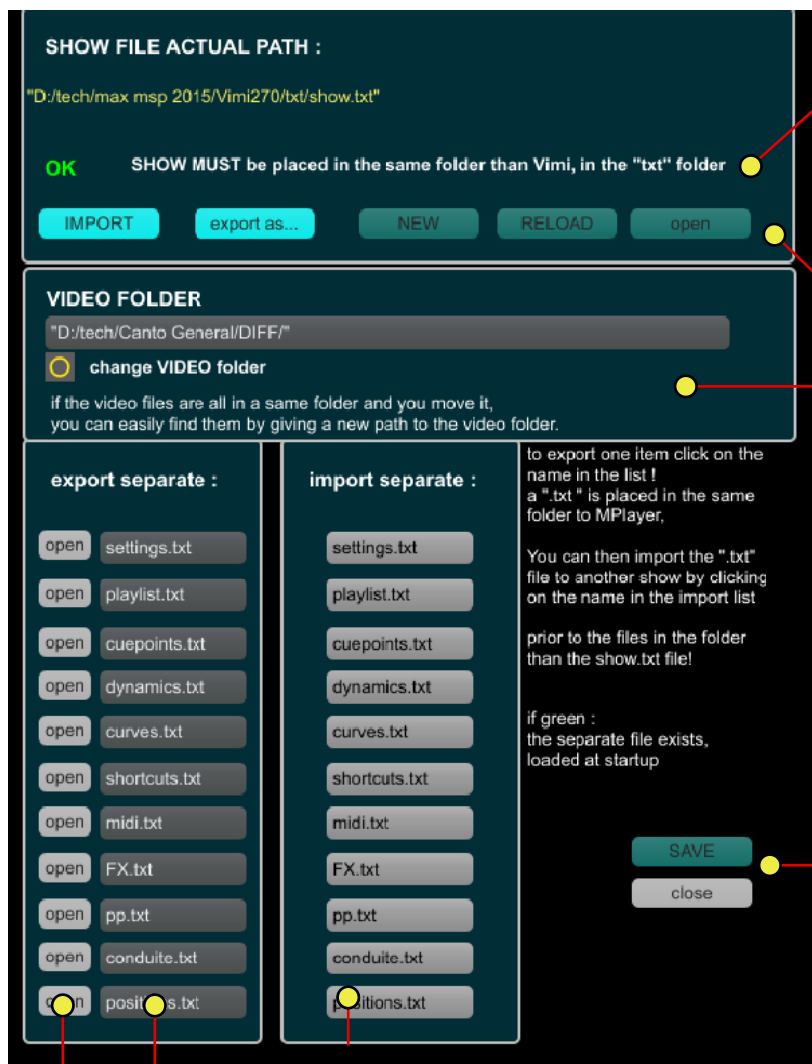 SHOW FILE ACTUAL PATH :
"D:/tech/max msp 2015/Vimi270/txt/show.txt"
OK SHOW MUST be placed in the same folder than Vimi, in the "txt" folder
IMPORT export as... NEW RELOAD open
VIDEO FOLDER
"D:/tech/Canto General/DIFF/"
change VIDEO folder
if the video files are all in a same folder and you move it,
you can easily find them by giving a new path to the video folder.
export separate :
open settings.txt
open playlist.txt
open cuepoints.txt
open dynamics.txt
open curves.txt
open shortcuts.txt
open midi.txt
open FX.txt
open pp.txt
open conduite.txt
open positions.txt
import separate :
settings.txt
playlist.txt
cuepoints.txt
dynamics.txt
curves.txt
shortcuts.txt
midi.txt
FX.txt
pp.txt
conduite.txt
positions.txt
to export one item click on the
name in the list !
a ".txt " is placed in the same
folder to MPlayer,
You can then import the ".txt"
file to another show by clicking
on the name in the import list
prior to the files in the folder
than the show.txt file!
if green :
the separate file exists,
loaded at startup
SAVE
close